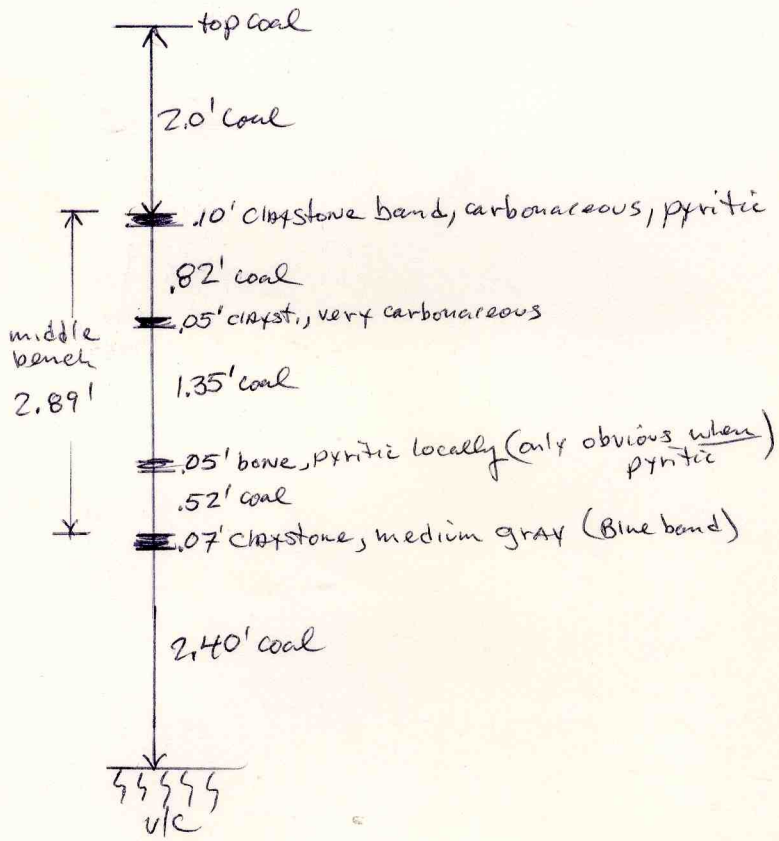 top coal
2.0' coal
.10' claystone band, carbonaceous, pyritic
.82' coal
.05' clayst., very carbonaceous
middle
bench
2.89'
1.35' coal
.05' bone, pyritic locally (only obvious when
pyritic)
.52' coal
.07' claystone, medium gray (Blue band)
2.40' coal
u/c